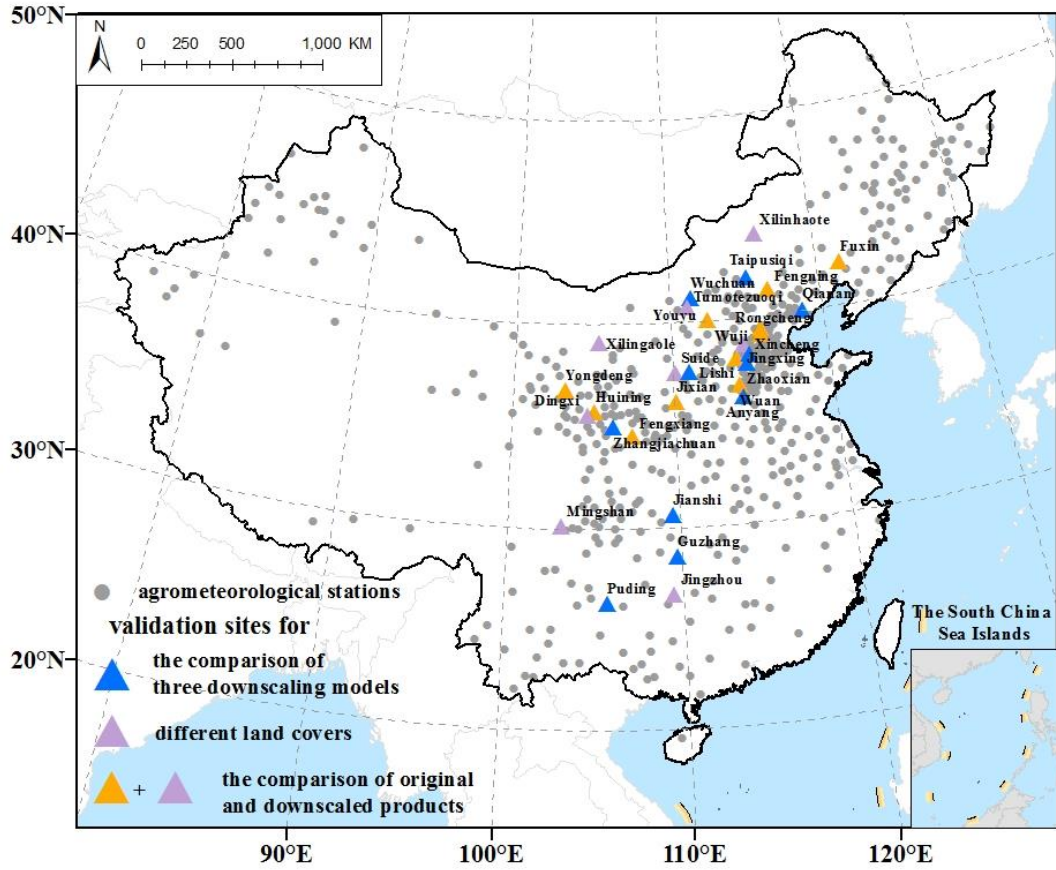 50°N
N
0 250 500 1,000 KM
40°N
Xilinhaote
Fuxin
Taipusiqi
Fengning
Wuchuan
Qianan
Tumotezuoqi
Youyu
Rongcheng
Wuji
Xincheng
Xilingaole
Suide
Jingxing
Lishi
Yongdeng
Zhaoxian
Jixian
Dingxi
Huining
Wuan
Anyang
Fengxiang
30°N
Zhangjiachuan
Jianshi
Mingshan
Guzhang
Jingzhou
Puding
agrometeorological stations
validation sites for
The South China
Sea Islands
20°N
the comparison of
three downscaling models
different land covers
+
the comparison of original
and downscaled products
90°E
100°E
110°E
120°E